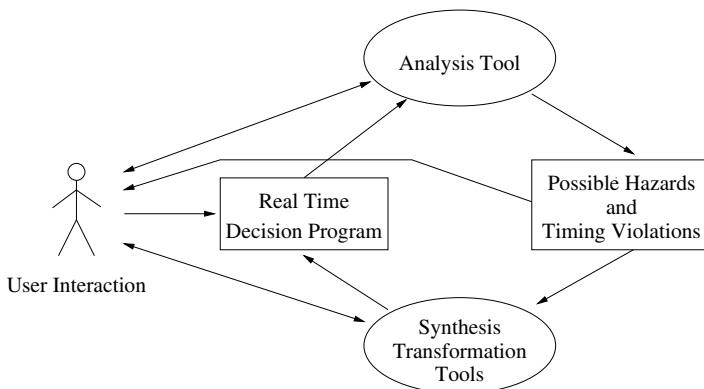 Analysis Tool
Real Time
Decision Program
Possible Hazards
and
Timing Violations
User Interaction
Synthesis
Transformation
Tools